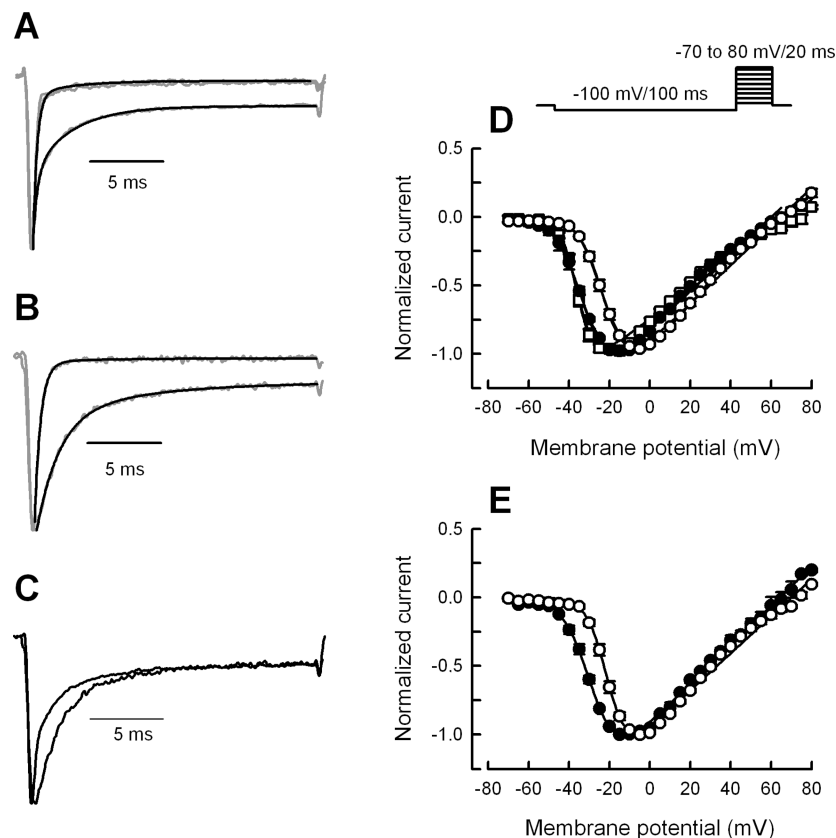 A
5 ms
B
5 ms
C
5 ms
-70 to 80 mV/20 ms
-100 mV/100 ms
D
0.5
0.0
-0.5
-1.0
Normalized current
-80 -60 -40 -20 0 20 40 60 80
Membrane potential (mV)
E
0.5
0.0
-0.5
-1.0
Normalized current
-80 -60 -40 -20 0 20 40 60 80
Membrane potential (mV)